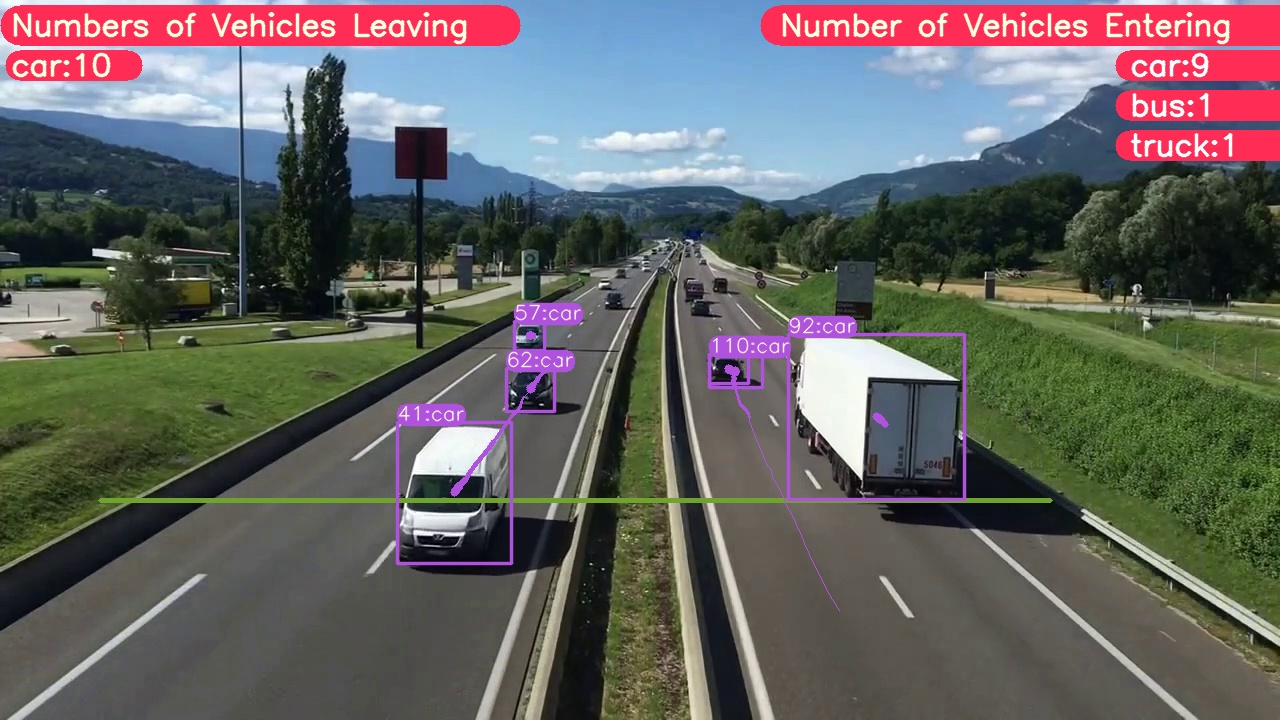 Numbers of Vehicles Leaving
Number of Vehicles Entering
car:10
car:9
bus:1
truck:1
57:car
92:car
110:car
62:car
41:car
5046